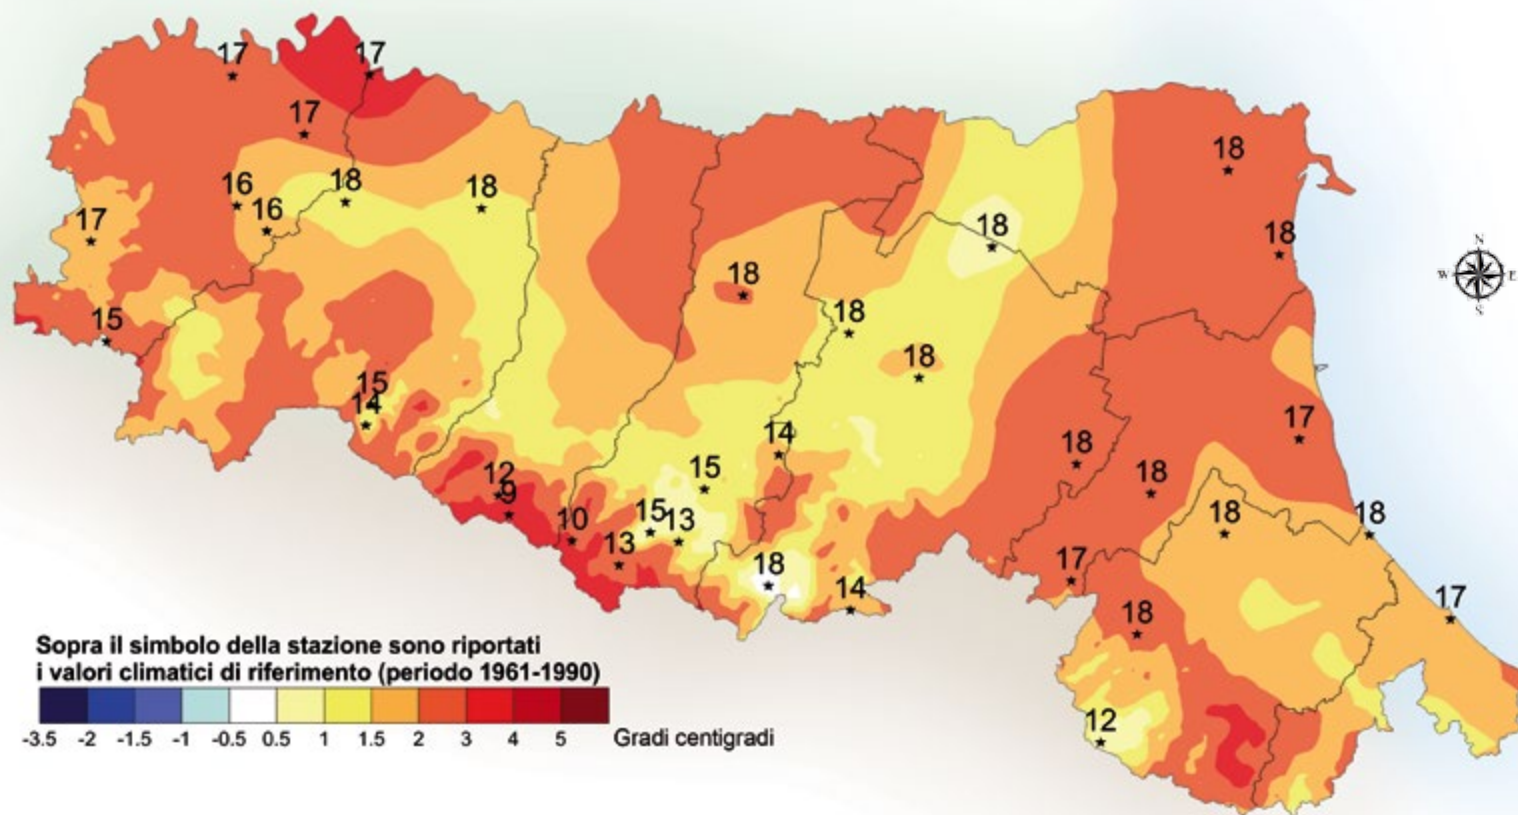 17 17
17
18
16 18 18
16
17 18
18
18
15 18
18
15
14
17
14 18
12 15 18
9
10 15 13 18 18
13
18 17
14
17
18
12
N
W E
S
Sopra il simbolo della stazione sono riportati
i valori climatici di riferimento (periodo 1961-1990)
-3.5 -2 -1.5 -1 -0.5 0.5 1 1.5 2 3 4 5 Gradi centigradi